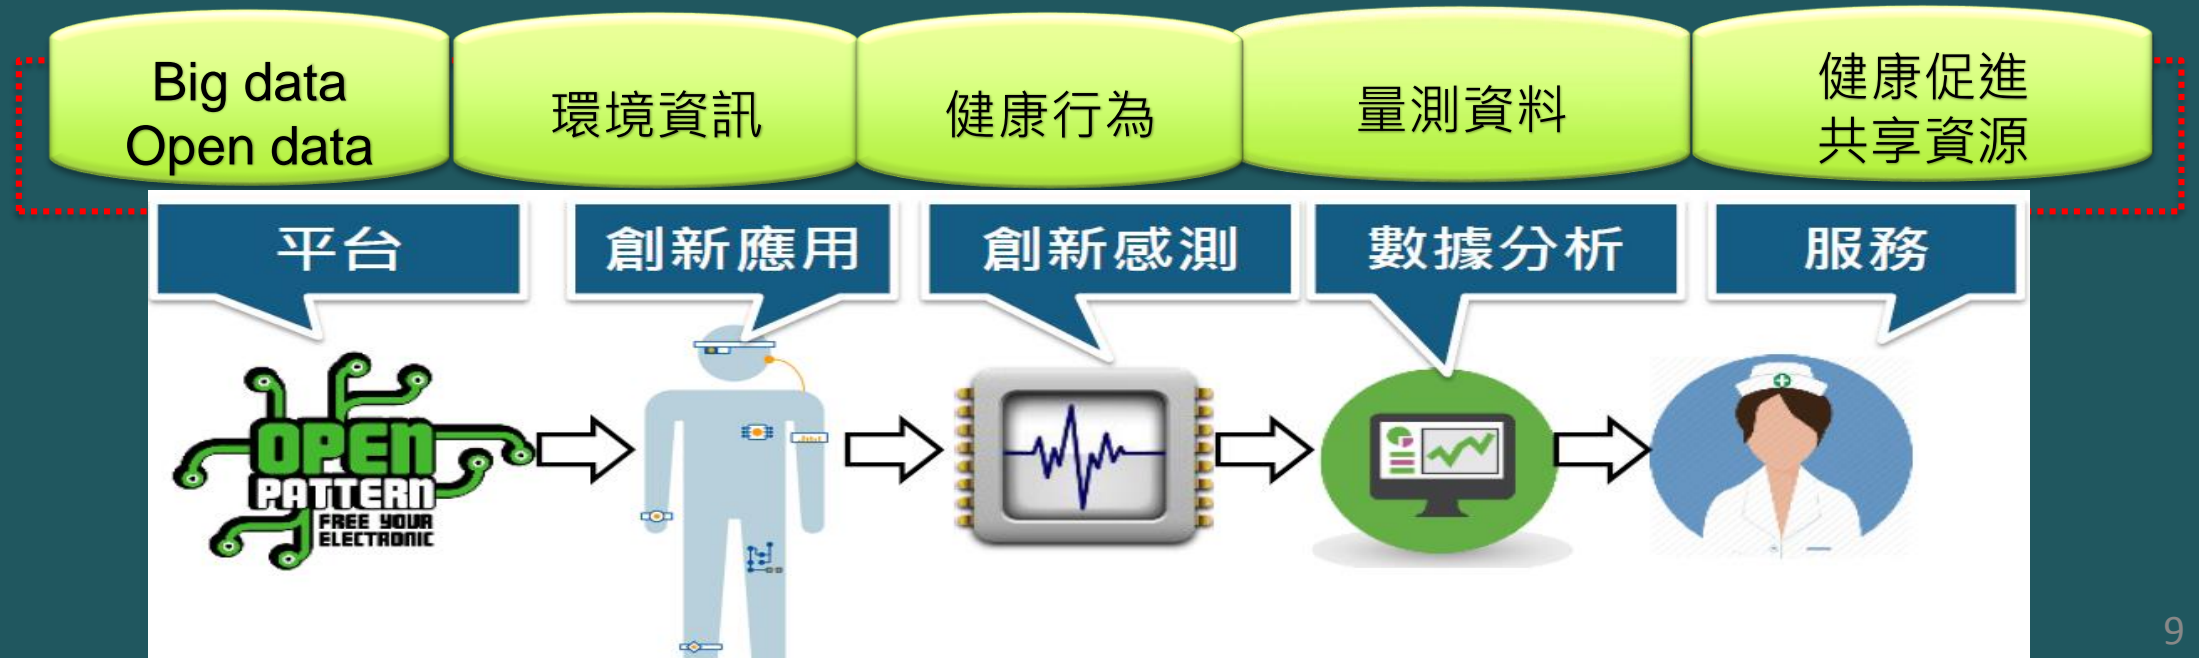 Big data
Open data
環境資訊
健康行為
量測資料
健康促進
共享資源
平台
創新應用
創新感測
數據分析
服務
OPEN
PATTERN
FREE YOUR
ELECTRONIC
9